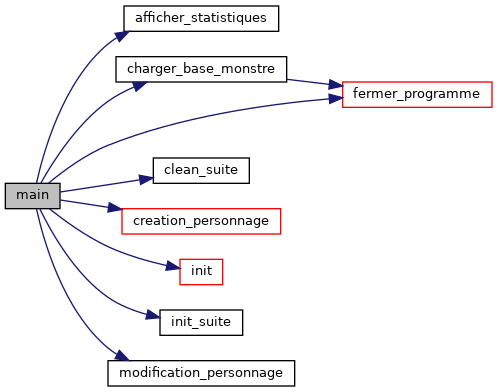 afficher_statistiques
charger_base_monstre
fermer_programme
clean_suite
main
creation_personnage
init
init_suite
modification_personnage